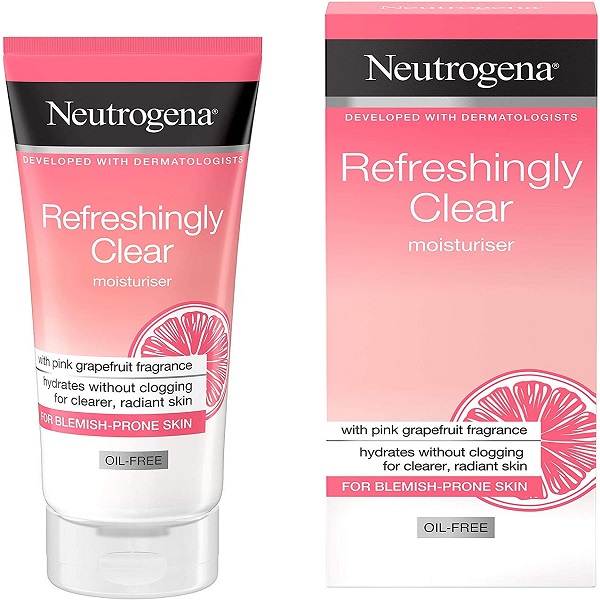 Neutrogena®
DEVELOPED WITH DERMATOLOGISTS
Refreshingly
Clear
moisturiser
with pink grapefruit fragrance
hydrates without clogging
for clearer, radiant skin
FOR BLEMISH-PRONE SKIN
OIL-FREE
Neutrogena®
DEVELOPED WITH DERMATOLOGISTS
Refreshingly
Clear
moisturiser
with pink grapefruit fragrance
hydrates without clogging
for clearer, radiant skin
FOR BLEMISH-PRONE SKIN
OIL-FREE